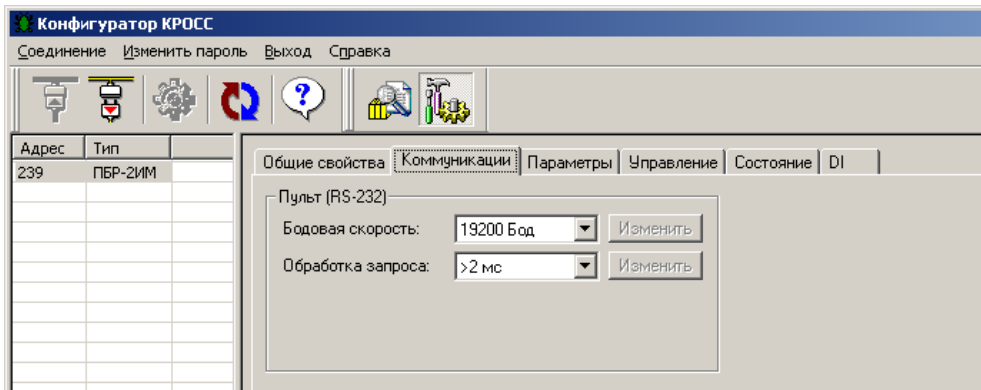 Конфигуратор КРОСС
Соединение Изменить пароль Выход Справка
?
Адрес Тип
239 ПБР-2ИМ
Общие свойства Коммуникации Параметры Управление Состояние DI
Пульт (RS-232)
Бодовая скорость: 19200 Бод Изменить
Обработка запроса: >2 мс Изменить